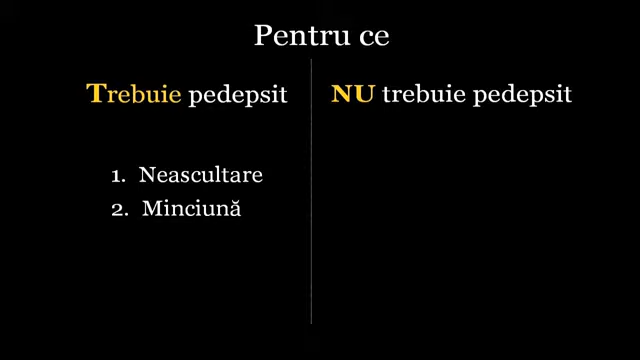 Pentru ce
Trebuie pedepsit
NU trebuie pedepsit
1. Neascultare
2. Minciună